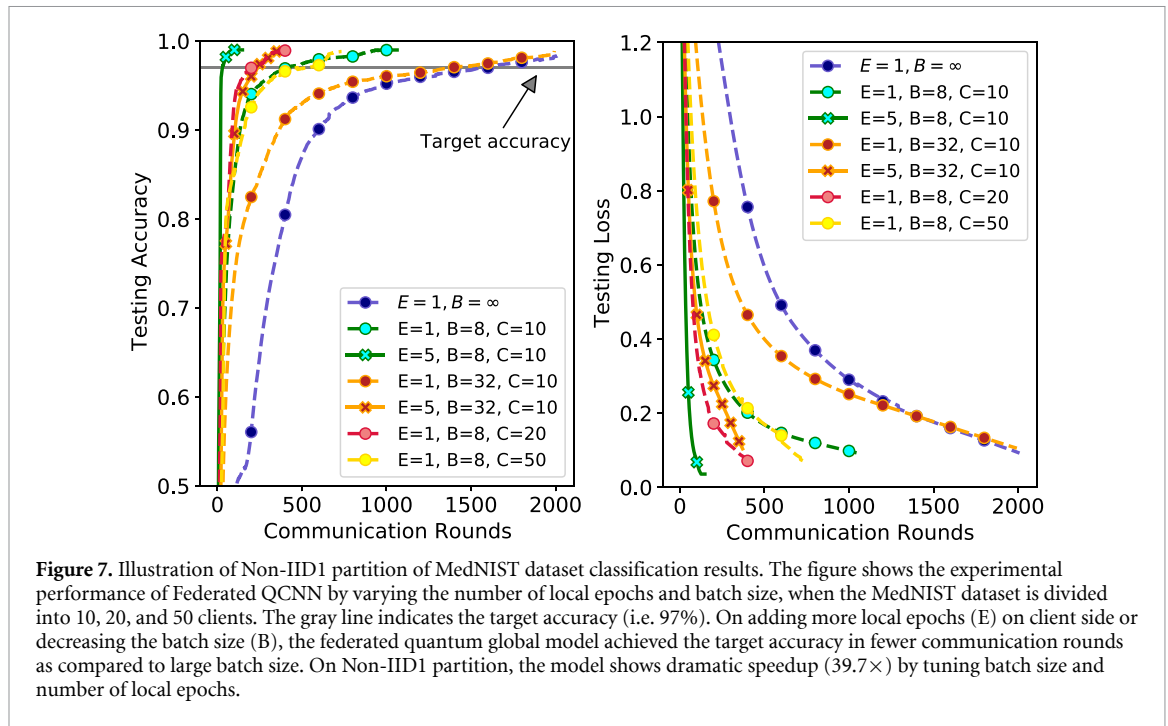 1.0
0.9
0.8
0.7
0.6
0.5
Testing Accuracy
Target accuracy
E = 1, B = ∞
E=1, B=8, C=10
E=5, B=8, C=10
E=1, B=32, C=10
E=5, B=32, C=10
E=1, B=8, C=20
E=1, B=8, C=50
0 500 1000 1500 2000
Communication Rounds
1.2
1.0
0.8
0.6
0.4
0.2
0.0
Testing Loss
E = 1, B = ∞
E=1, B=8, C=10
E=5, B=8, C=10
E=1, B=32, C=10
E=5, B=32, C=10
E=1, B=8, C=20
E=1, B=8, C=50
0 500 1000 1500 2000
Communication Rounds
Figure 7. Illustration of Non-IID1 partition of MedNIST dataset classification results. The figure shows the experimental
performance of Federated QCNN by varying the number of local epochs and batch size, when the MedNIST dataset is divided
into 10, 20, and 50 clients. The gray line indicates the target accuracy (i.e. 97%). On adding more local epochs (E) on client side or
decreasing the batch size (B), the federated quantum global model achieved the target accuracy in fewer communication rounds
as compared to large batch size. On Non-IID1 partition, the model shows dramatic speedup (39.7×) by tuning batch size and
number of local epochs.